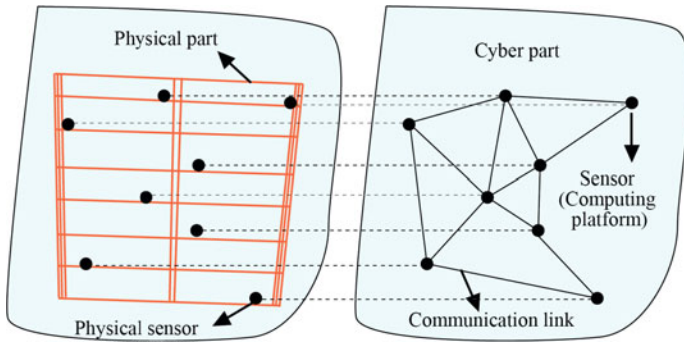 Physical part
Cyber part
Sensor
(Computing
platform)
Physical sensor
Communication link